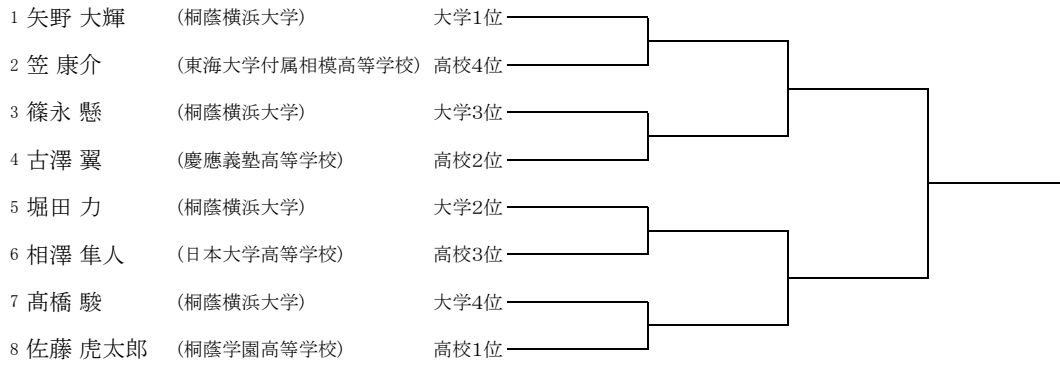 1 矢野 大輝 (桐蔭横浜大学) 大学1位
2 笠 康介 (東海大学付属相模高等学校) 高校4位
3 篠永 懸 (桐蔭横浜大学) 大学3位
4 古澤 翼 (慶應義塾高等学校) 高校2位
5 堀田 力 (桐蔭横浜大学) 大学2位
6 相澤 隼人 (日本大学高等学校) 高校3位
7 髙橋 駿 (桐蔭横浜大学) 大学4位
8 佐藤 虎太郎 (桐蔭学園高等学校) 高校1位